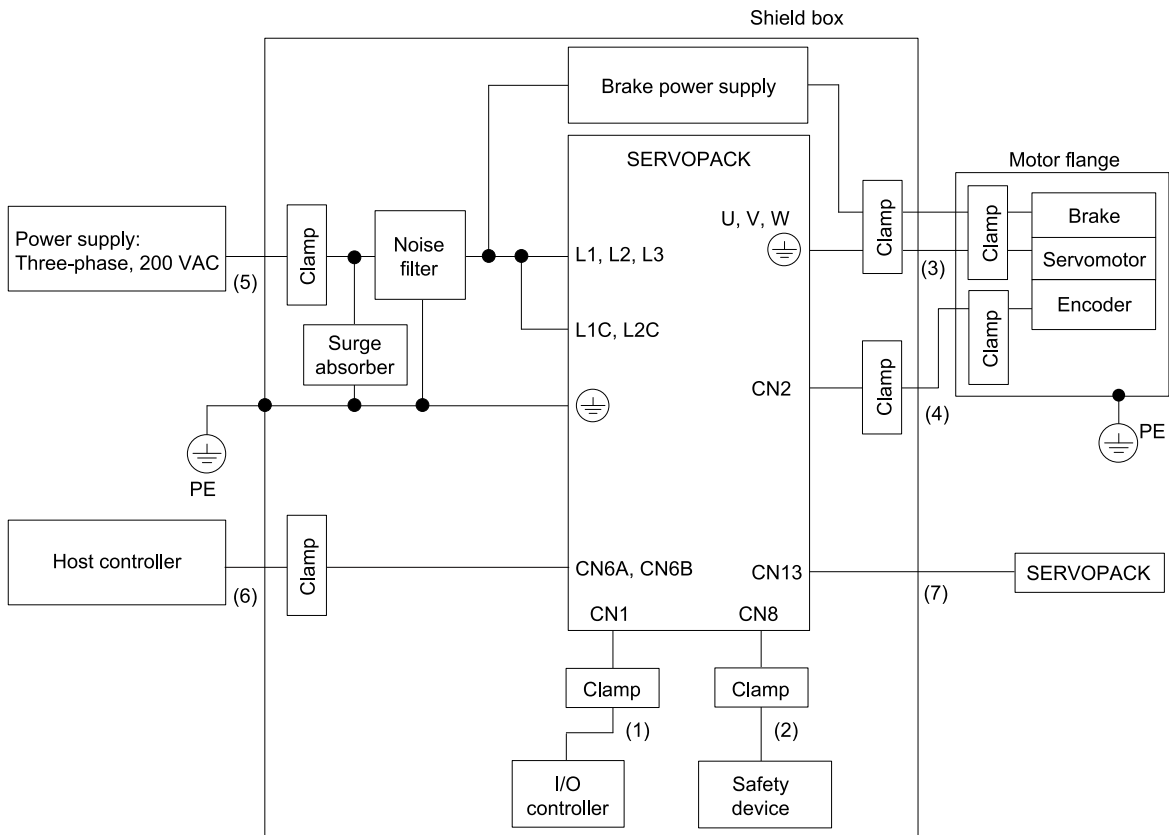 Shield box
Brake power supply
SERVOPACK
Motor flange
Power supply:
Three-phase, 200 VAC
(5)
Clamp
Noise
filter
L1, L2, L3
U, V, W
Clamp
(3)
Clamp
Brake
Servomotor
Encoder
Surge
absorber
L1C, L2C
Clamp
CN2
Clamp
(4)
PE
PE
Host controller
(6)
Clamp
CN6A, CN6B
CN13
(7)
SERVOPACK
CN1
CN8
Clamp
Clamp
(1)
(2)
I/O
controller
Safety
device